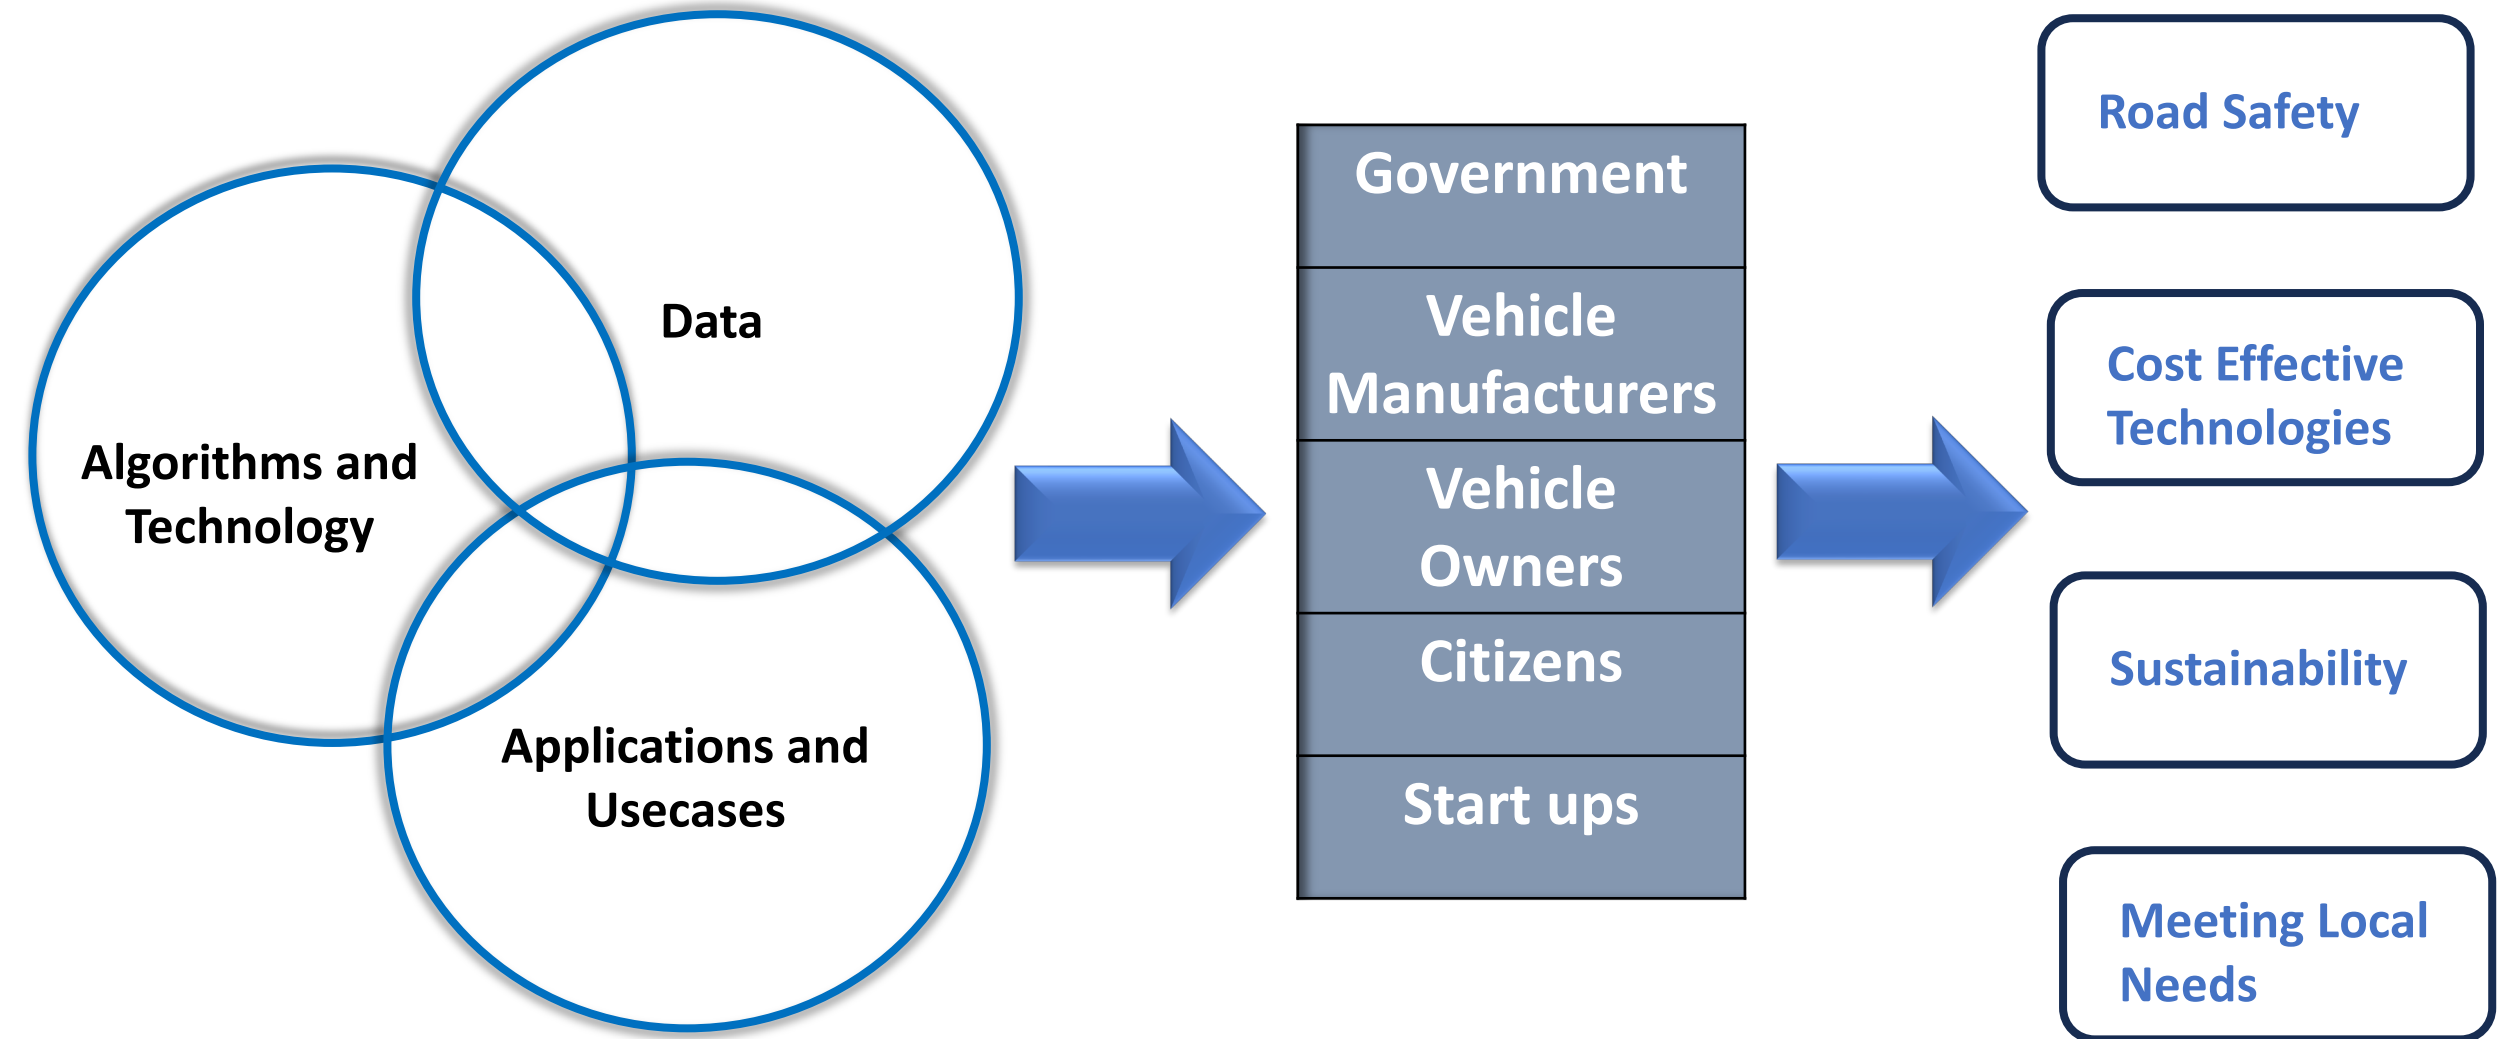 Data
Algorithms and
Technology
Applications and
Usecases
Government
Vehicle
Manufacturers
Vehicle
Owners
Citizens
Start ups
Road Safety
Cost Effective
Technologies
Sustainability
Meeting Local
Needs